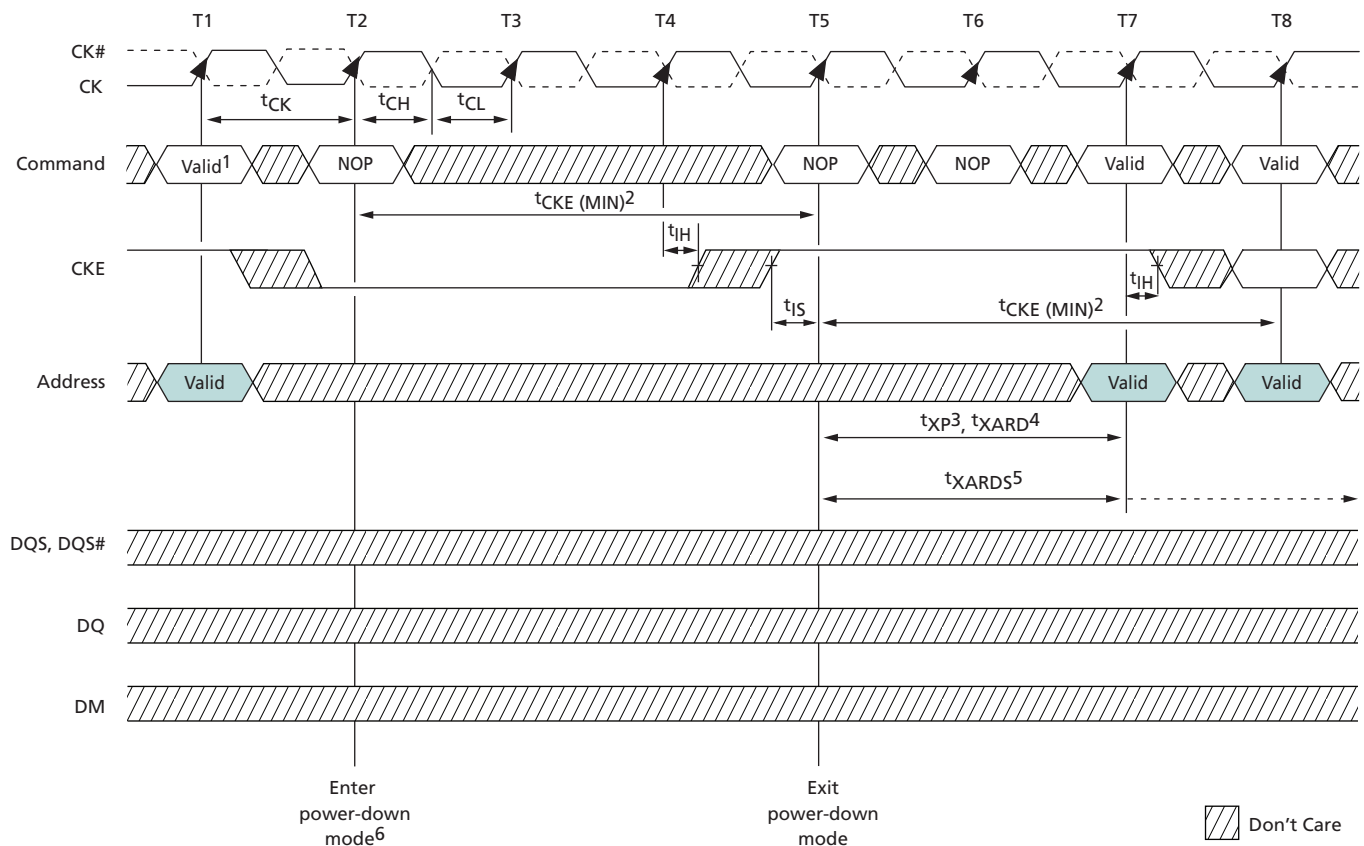 T1 T2 T3 T4 T5 T6 T7 T8
CK#
CK
tCK tCH tCL
Command Valid1 NOP NOP NOP Valid Valid
tCKE (MIN)2
tIH
CKE
tIH
tIS tCKE (MIN)2
Address Valid Valid Valid
tXP3, tXARD4
tXARDS5
DQS, DQS#
DQ
DM
Enter
power-down
mode6
Exit
power-down
mode
Don't Care